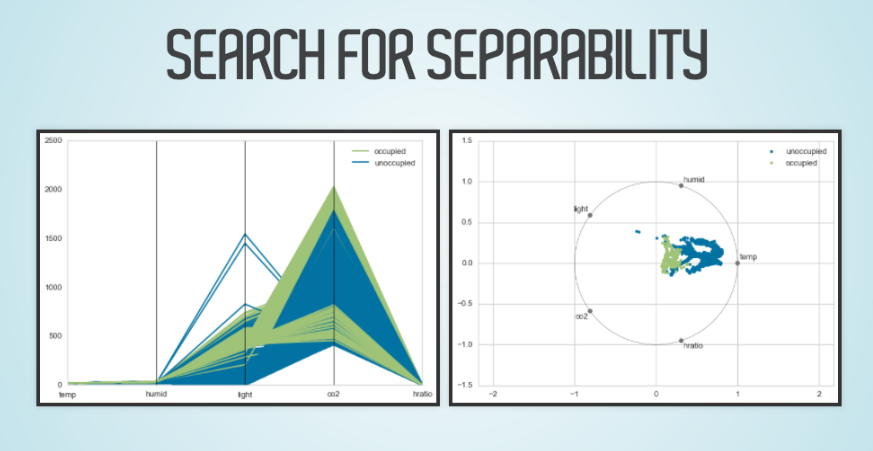 SEARCH FOR SEPARABILITY
2500
occupied
unoccupied
2000
1500
1000
500
0
temp humid light co2 hratio
1.5
unoccupied
occupied
1.0
humid
light
0.5
0.0
temp
−0.5
co2
−1.0
hratio
−1.5
−2 −1 0 1 2